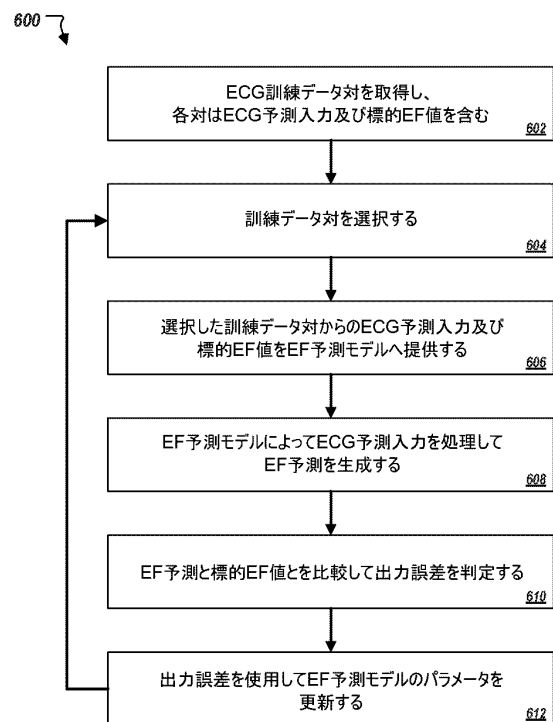 600
ECG訓練データ対を取得し、
各対はECG予測入力及び標的EF値を含む
602
訓練データ対を選択する
604
選択した訓練データ対からのECG予測入力及び
標的EF値をEF予測モデルへ提供する
606
EF予測モデルによってECG予測入力を処理して
EF予測を生成する
608
EF予測と標的EF値とを比較して出力誤差を判定する
610
出力誤差を使用してEF予測モデルのパラメータを
更新する
612